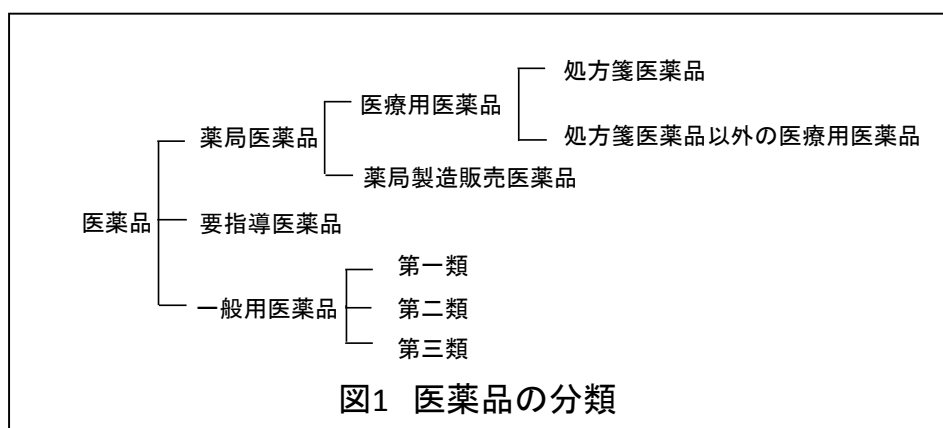 処方箋医薬品
医療用医薬品
処方箋医薬品以外の医療用医薬品
薬局医薬品
薬局製造販売医薬品
医薬品
要指導医薬品
第一類
一般用医薬品
第二類
第三類
図1 医薬品の分類